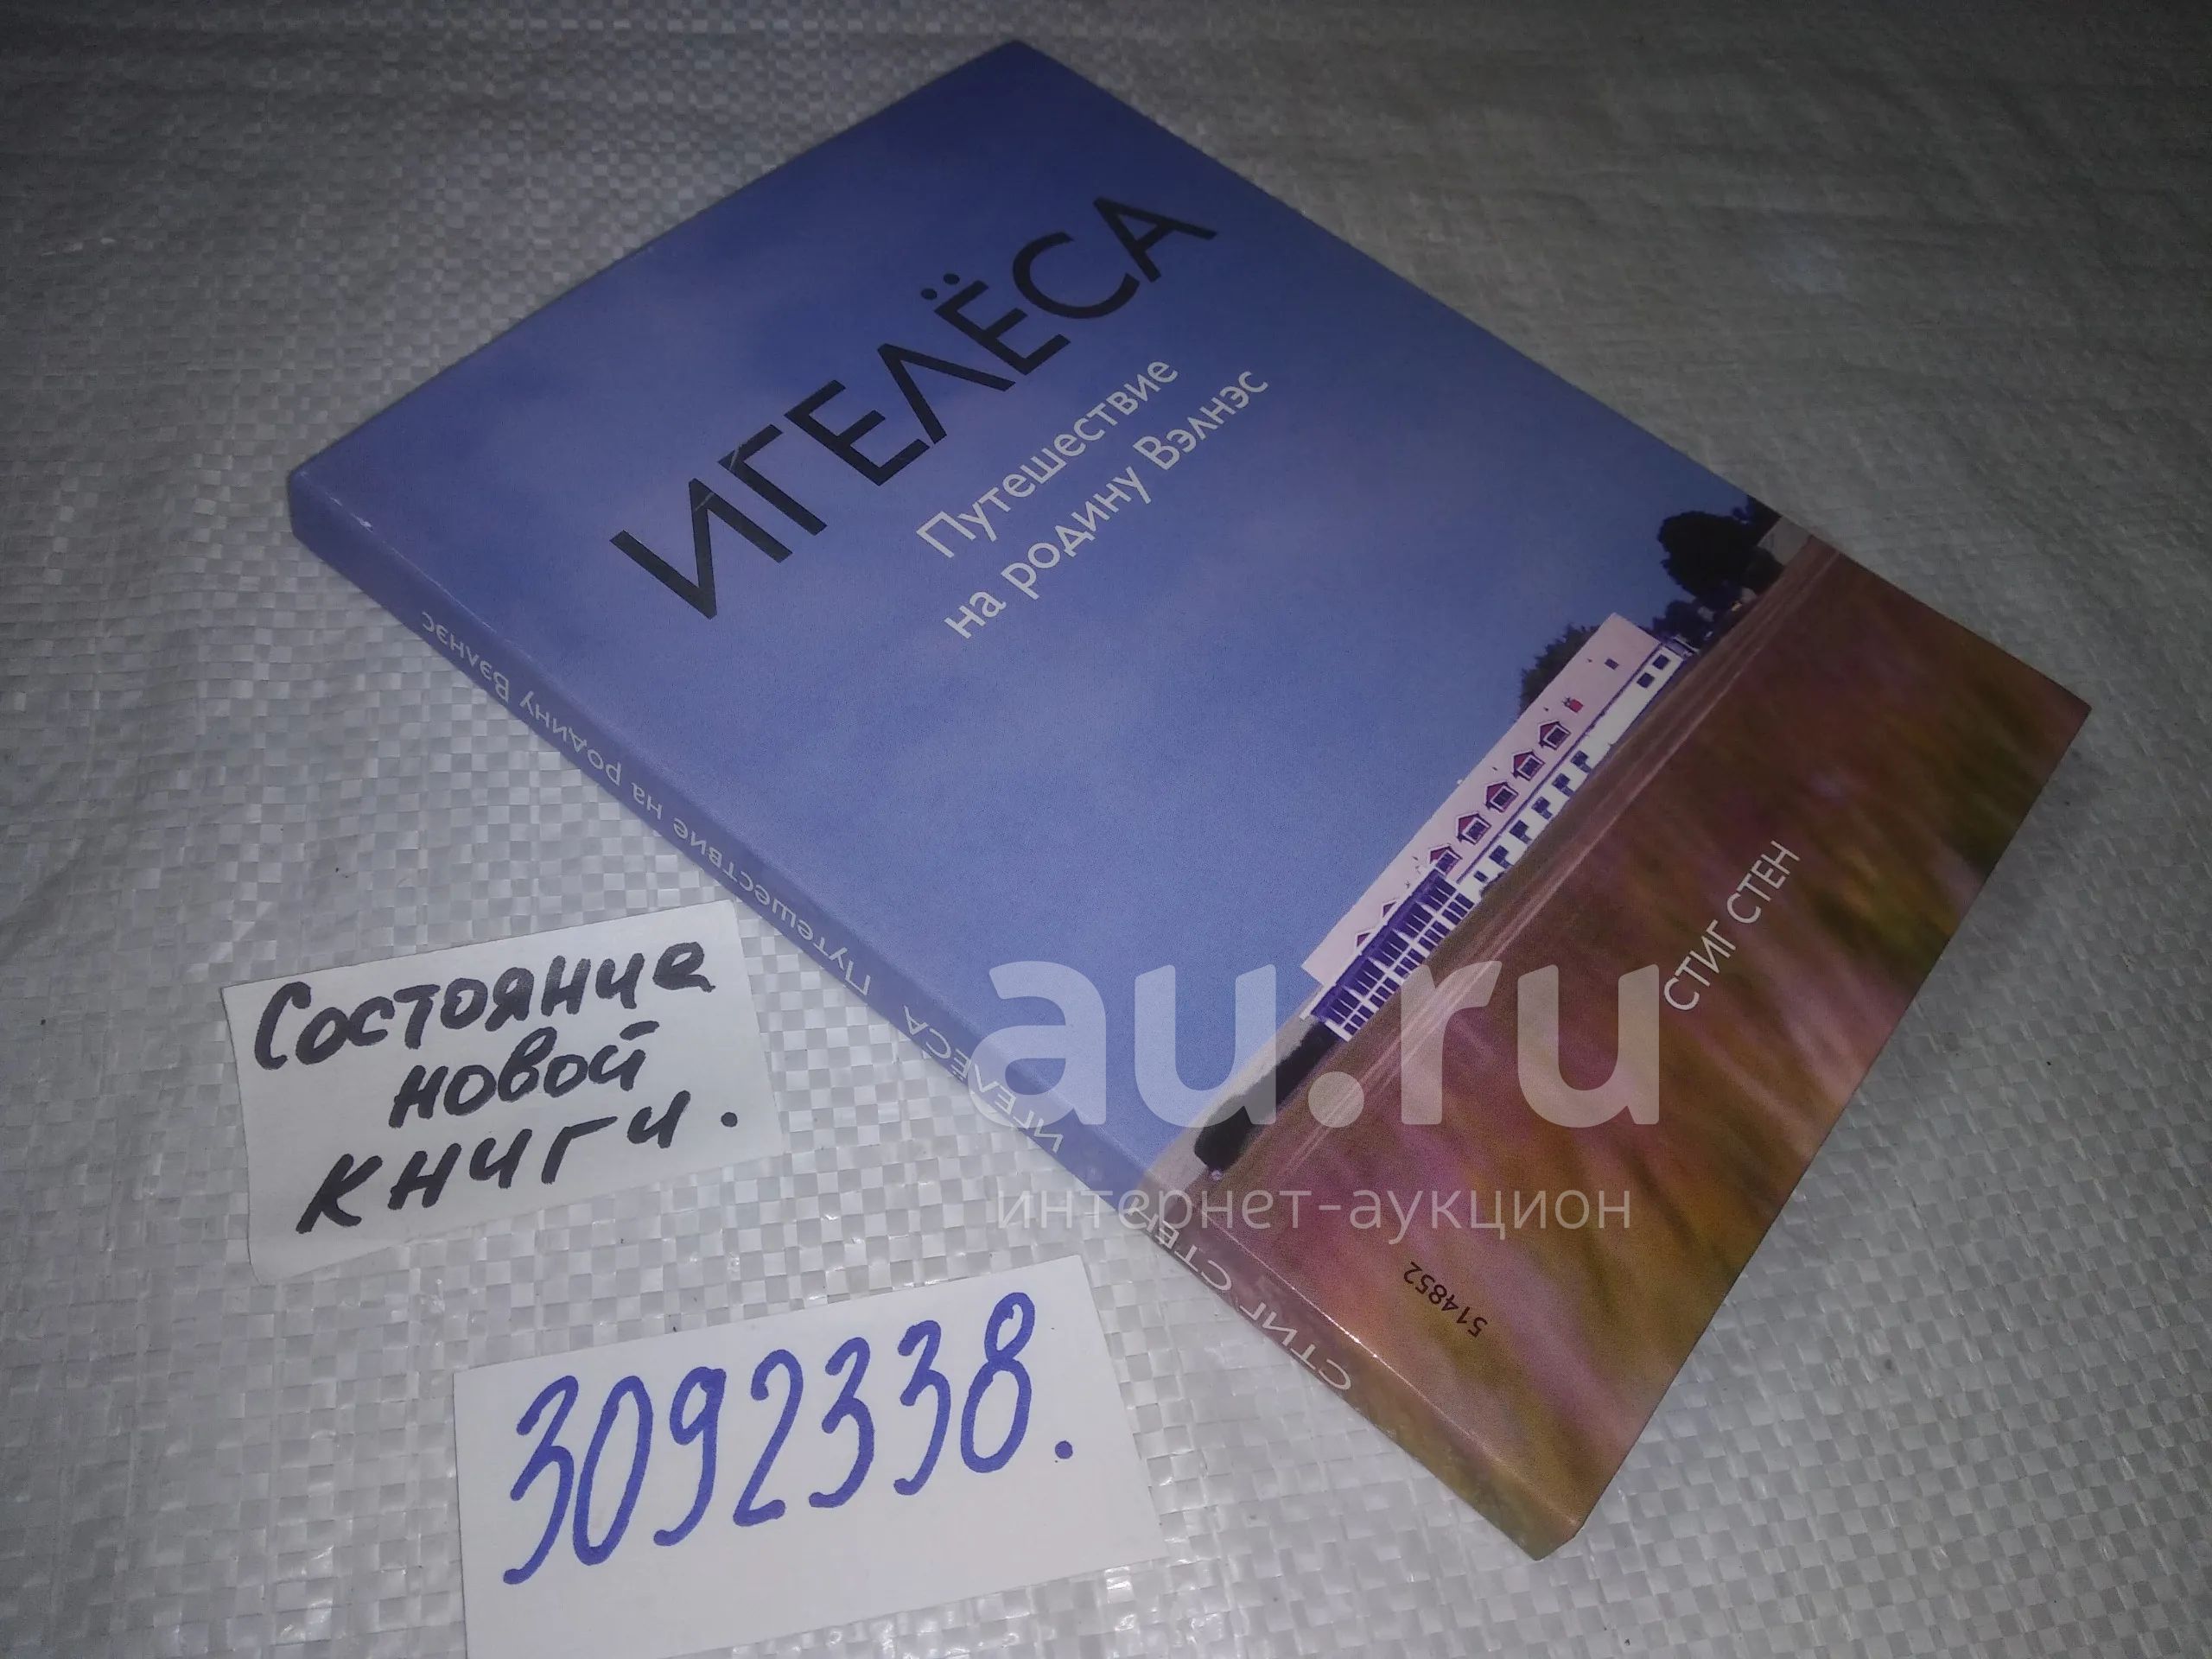 ИГЕЛЁСА
Путешествие
на родину Вэлнэс
СТИГ СТЕН
514852
СТИГ СТЕН ИГЕЛЁСА Путешествие на родину Вэлнэс
Состояние
новой
книги.
3092338.
au.ru
интернет-аукцион